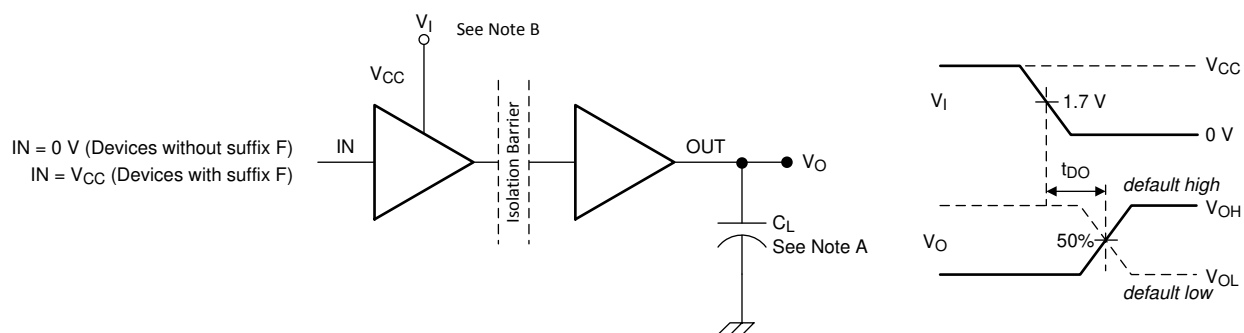 V_I
See Note B
V_CC
Isolation Barrier
IN = 0 V (Devices without suffix F)
IN = V_CC (Devices with suffix F)
IN
OUT
V_O
C_L
See Note A
V_I
V_CC
1.7 V
0 V
t_DO
default high
V_OH
V_O
50%
V_OL
default low